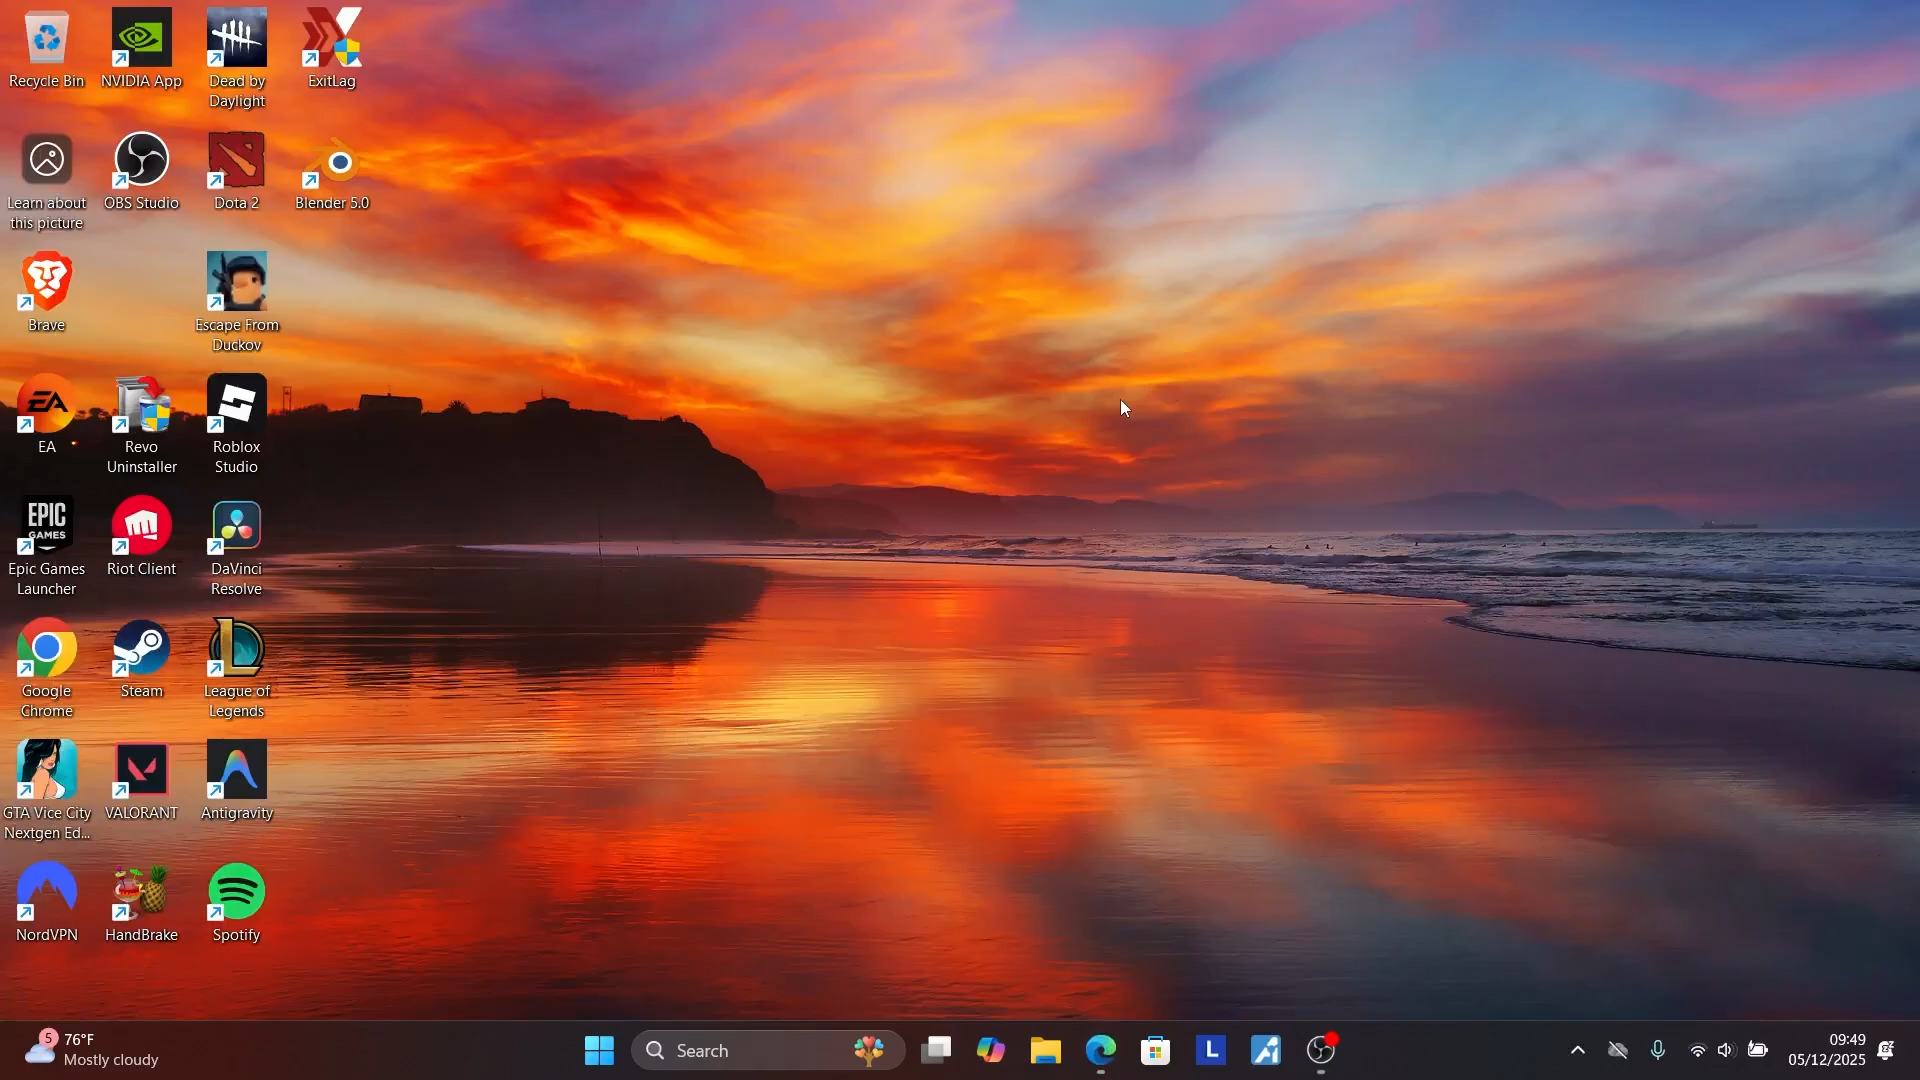 Recycle Bin
NVIDIA App
Dead by
Daylight
ExitLag
Learn about
this picture
OBS Studio
Dota 2
Blender 5.0
Brave
Escape From
Duckov
EA
EA
Revo
Uninstaller
Roblox
Studio
EPIC
GAMES
Epic Games
Launcher
Riot Client
DaVinci
Resolve
Google
Chrome
Steam
League of
Legends
GTA Vice City
Nextgen Ed...
VALORANT
Antigravity
NordVPN
HandBrake
Spotify
5
76°F
Mostly cloudy
Search
L
09:49
05/12/2025